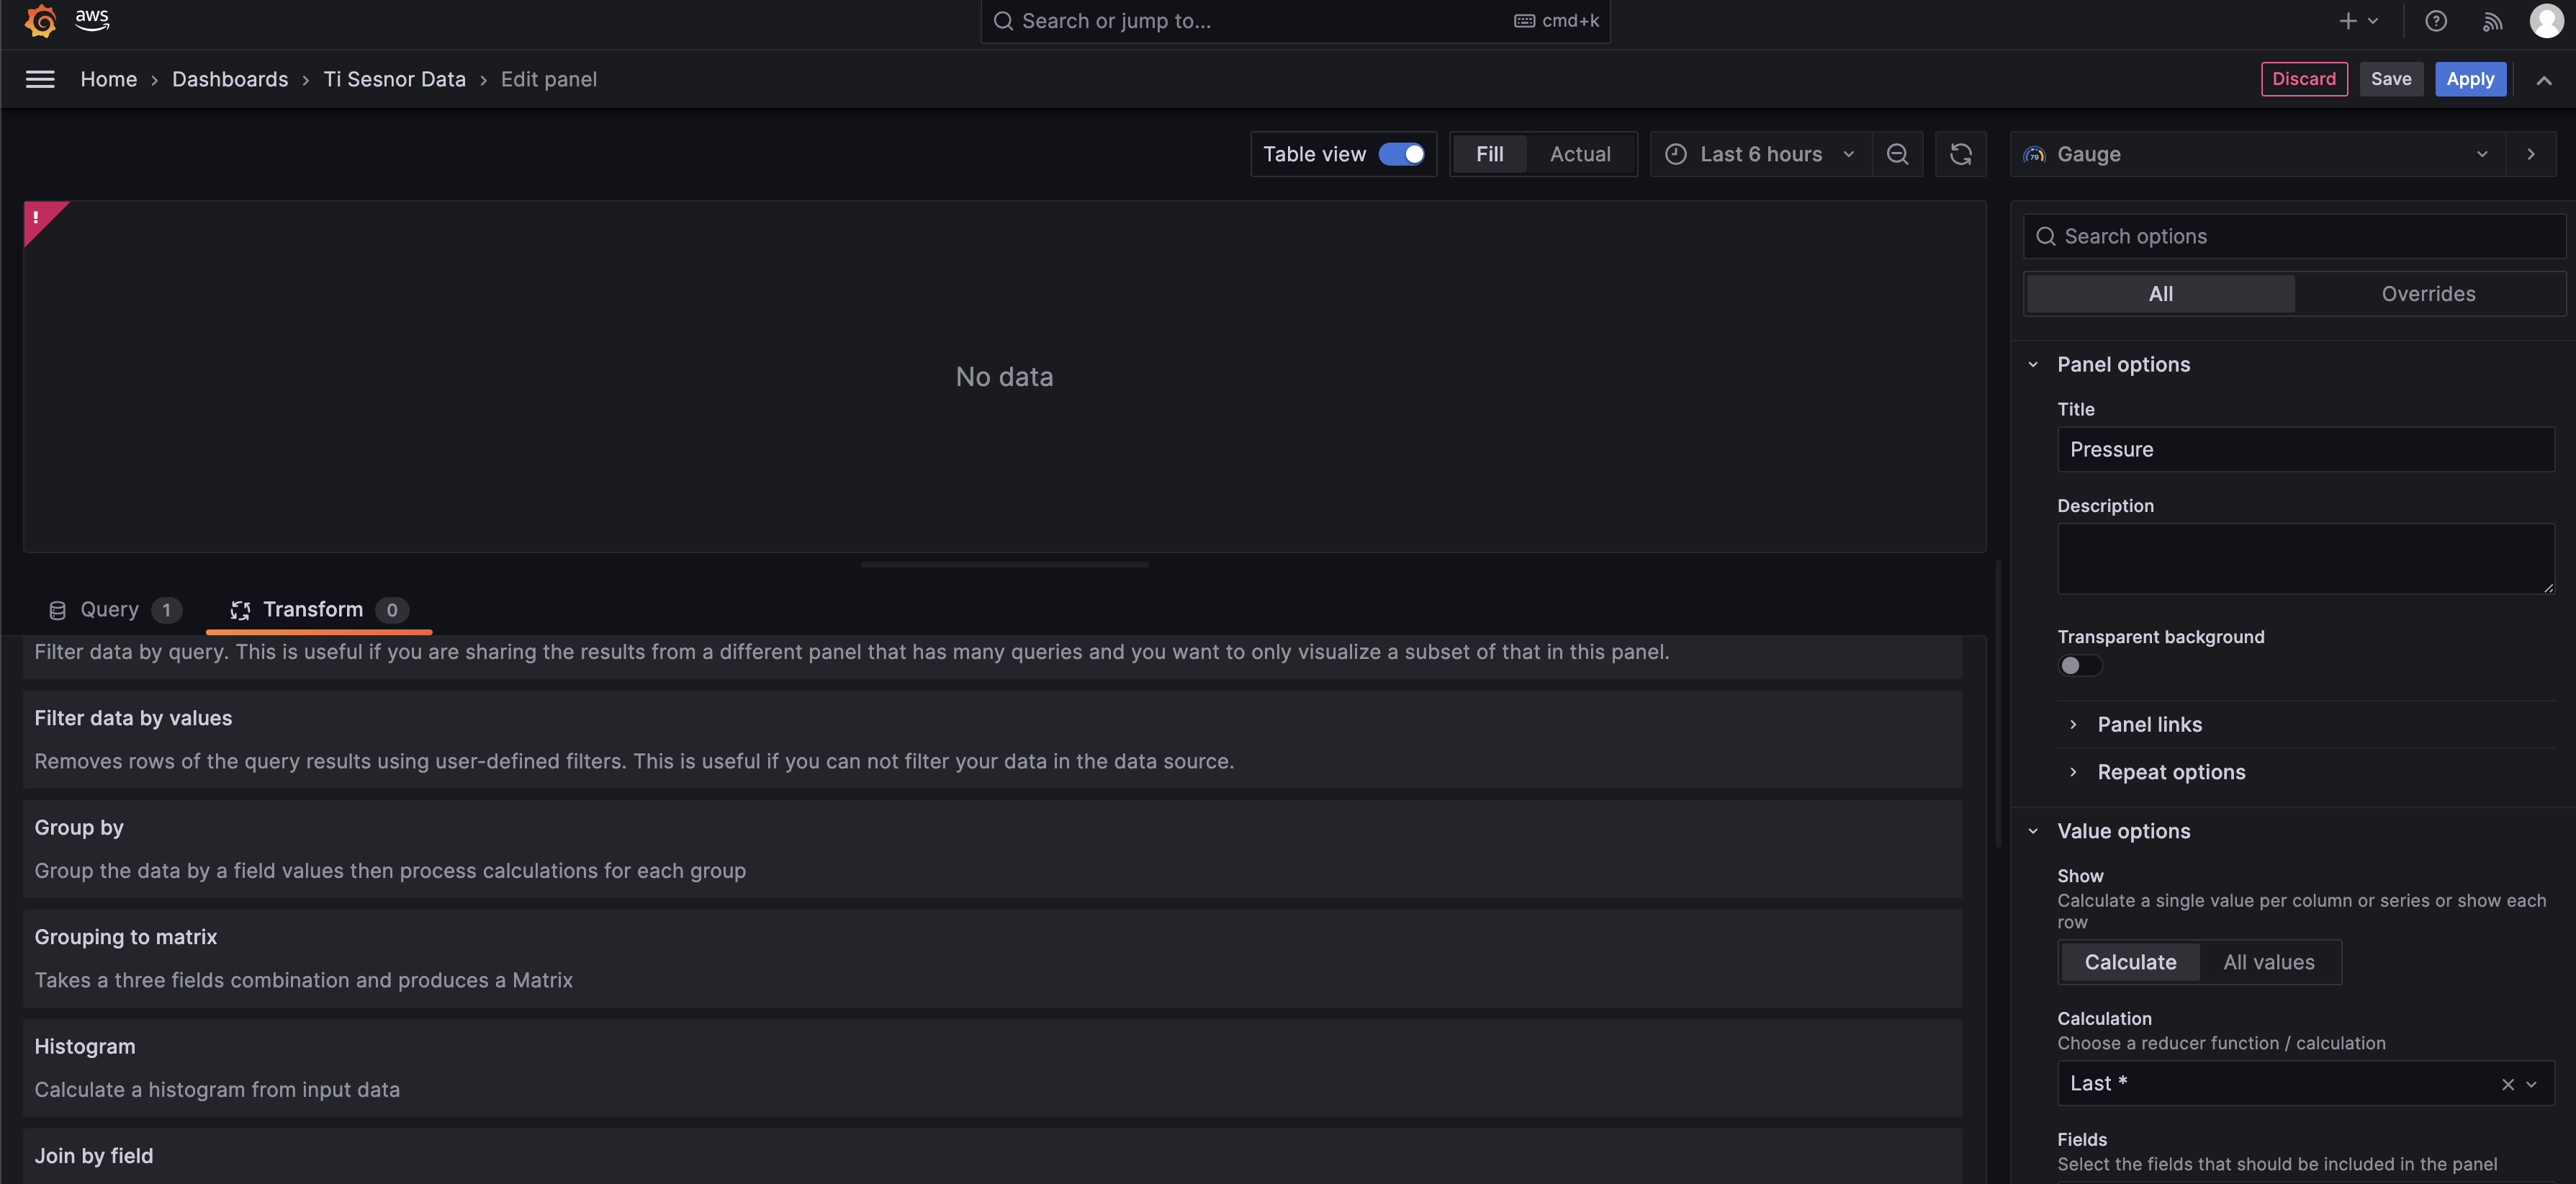 aws
Search or jump to...
cmd+k
Home > Dashboards > Ti Sesnor Data > Edit panel
Discard
Save
Apply
Table view
Fill
Actual
Last 6 hours
Gauge
!
No data
Search options
All
Overrides
Panel options
Title
Pressure
Description
Transparent background
Panel links
Repeat options
Value options
Show
Calculate a single value per column or series or show each
row
Calculate
All values
Calculation
Choose a reducer function / calculation
Last *
Fields
Select the fields that should be included in the panel
Query 1
Transform 0
Filter data by query. This is useful if you are sharing the results from a different panel that has many queries and you want to only visualize a subset of that in this panel.
Filter data by values
Removes rows of the query results using user-defined filters. This is useful if you can not filter your data in the data source.
Group by
Group the data by a field values then process calculations for each group
Grouping to matrix
Takes a three fields combination and produces a Matrix
Histogram
Calculate a histogram from input data
Join by field